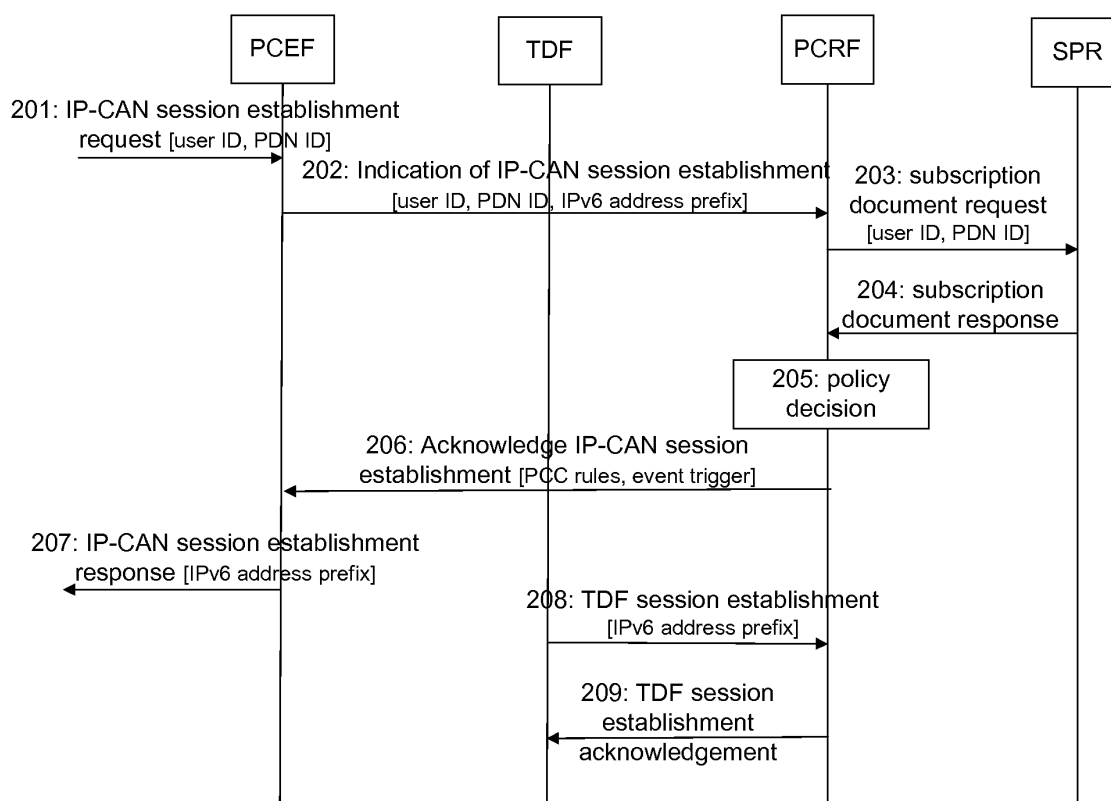 PCEF
TDF
PCRF
SPR
201: IP-CAN session establishment
request [user ID, PDN ID]
202: Indication of IP-CAN session establishment
[user ID, PDN ID, IPv6 address prefix]
203: subscription
document request
[user ID, PDN ID]
204: subscription
document response
205: policy
decision
206: Acknowledge IP-CAN session
establishment [PCC rules, event trigger]
207: IP-CAN session establishment
response [IPv6 address prefix]
208: TDF session establishment
[IPv6 address prefix]
209: TDF session
establishment
acknowledgement